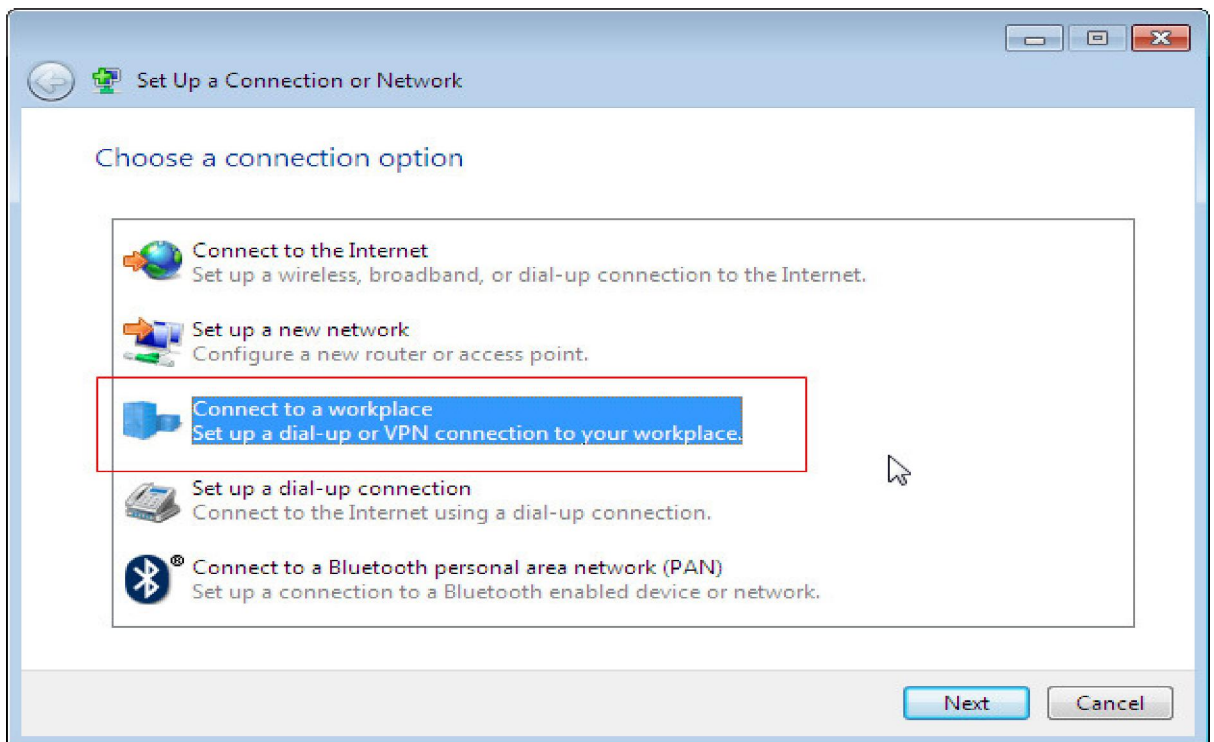 Set Up a Connection or Network
Choose a connection option
Connect to the Internet
Set up a wireless, broadband, or dial-up connection to the Internet.
Set up a new network
Configure a new router or access point.
Connect to a workplace
Set up a dial-up or VPN connection to your workplace.
Set up a dial-up connection
Connect to the Internet using a dial-up connection.
® Connect to a Bluetooth personal area network (PAN)
Set up a connection to a Bluetooth enabled device or network.
Next Cancel